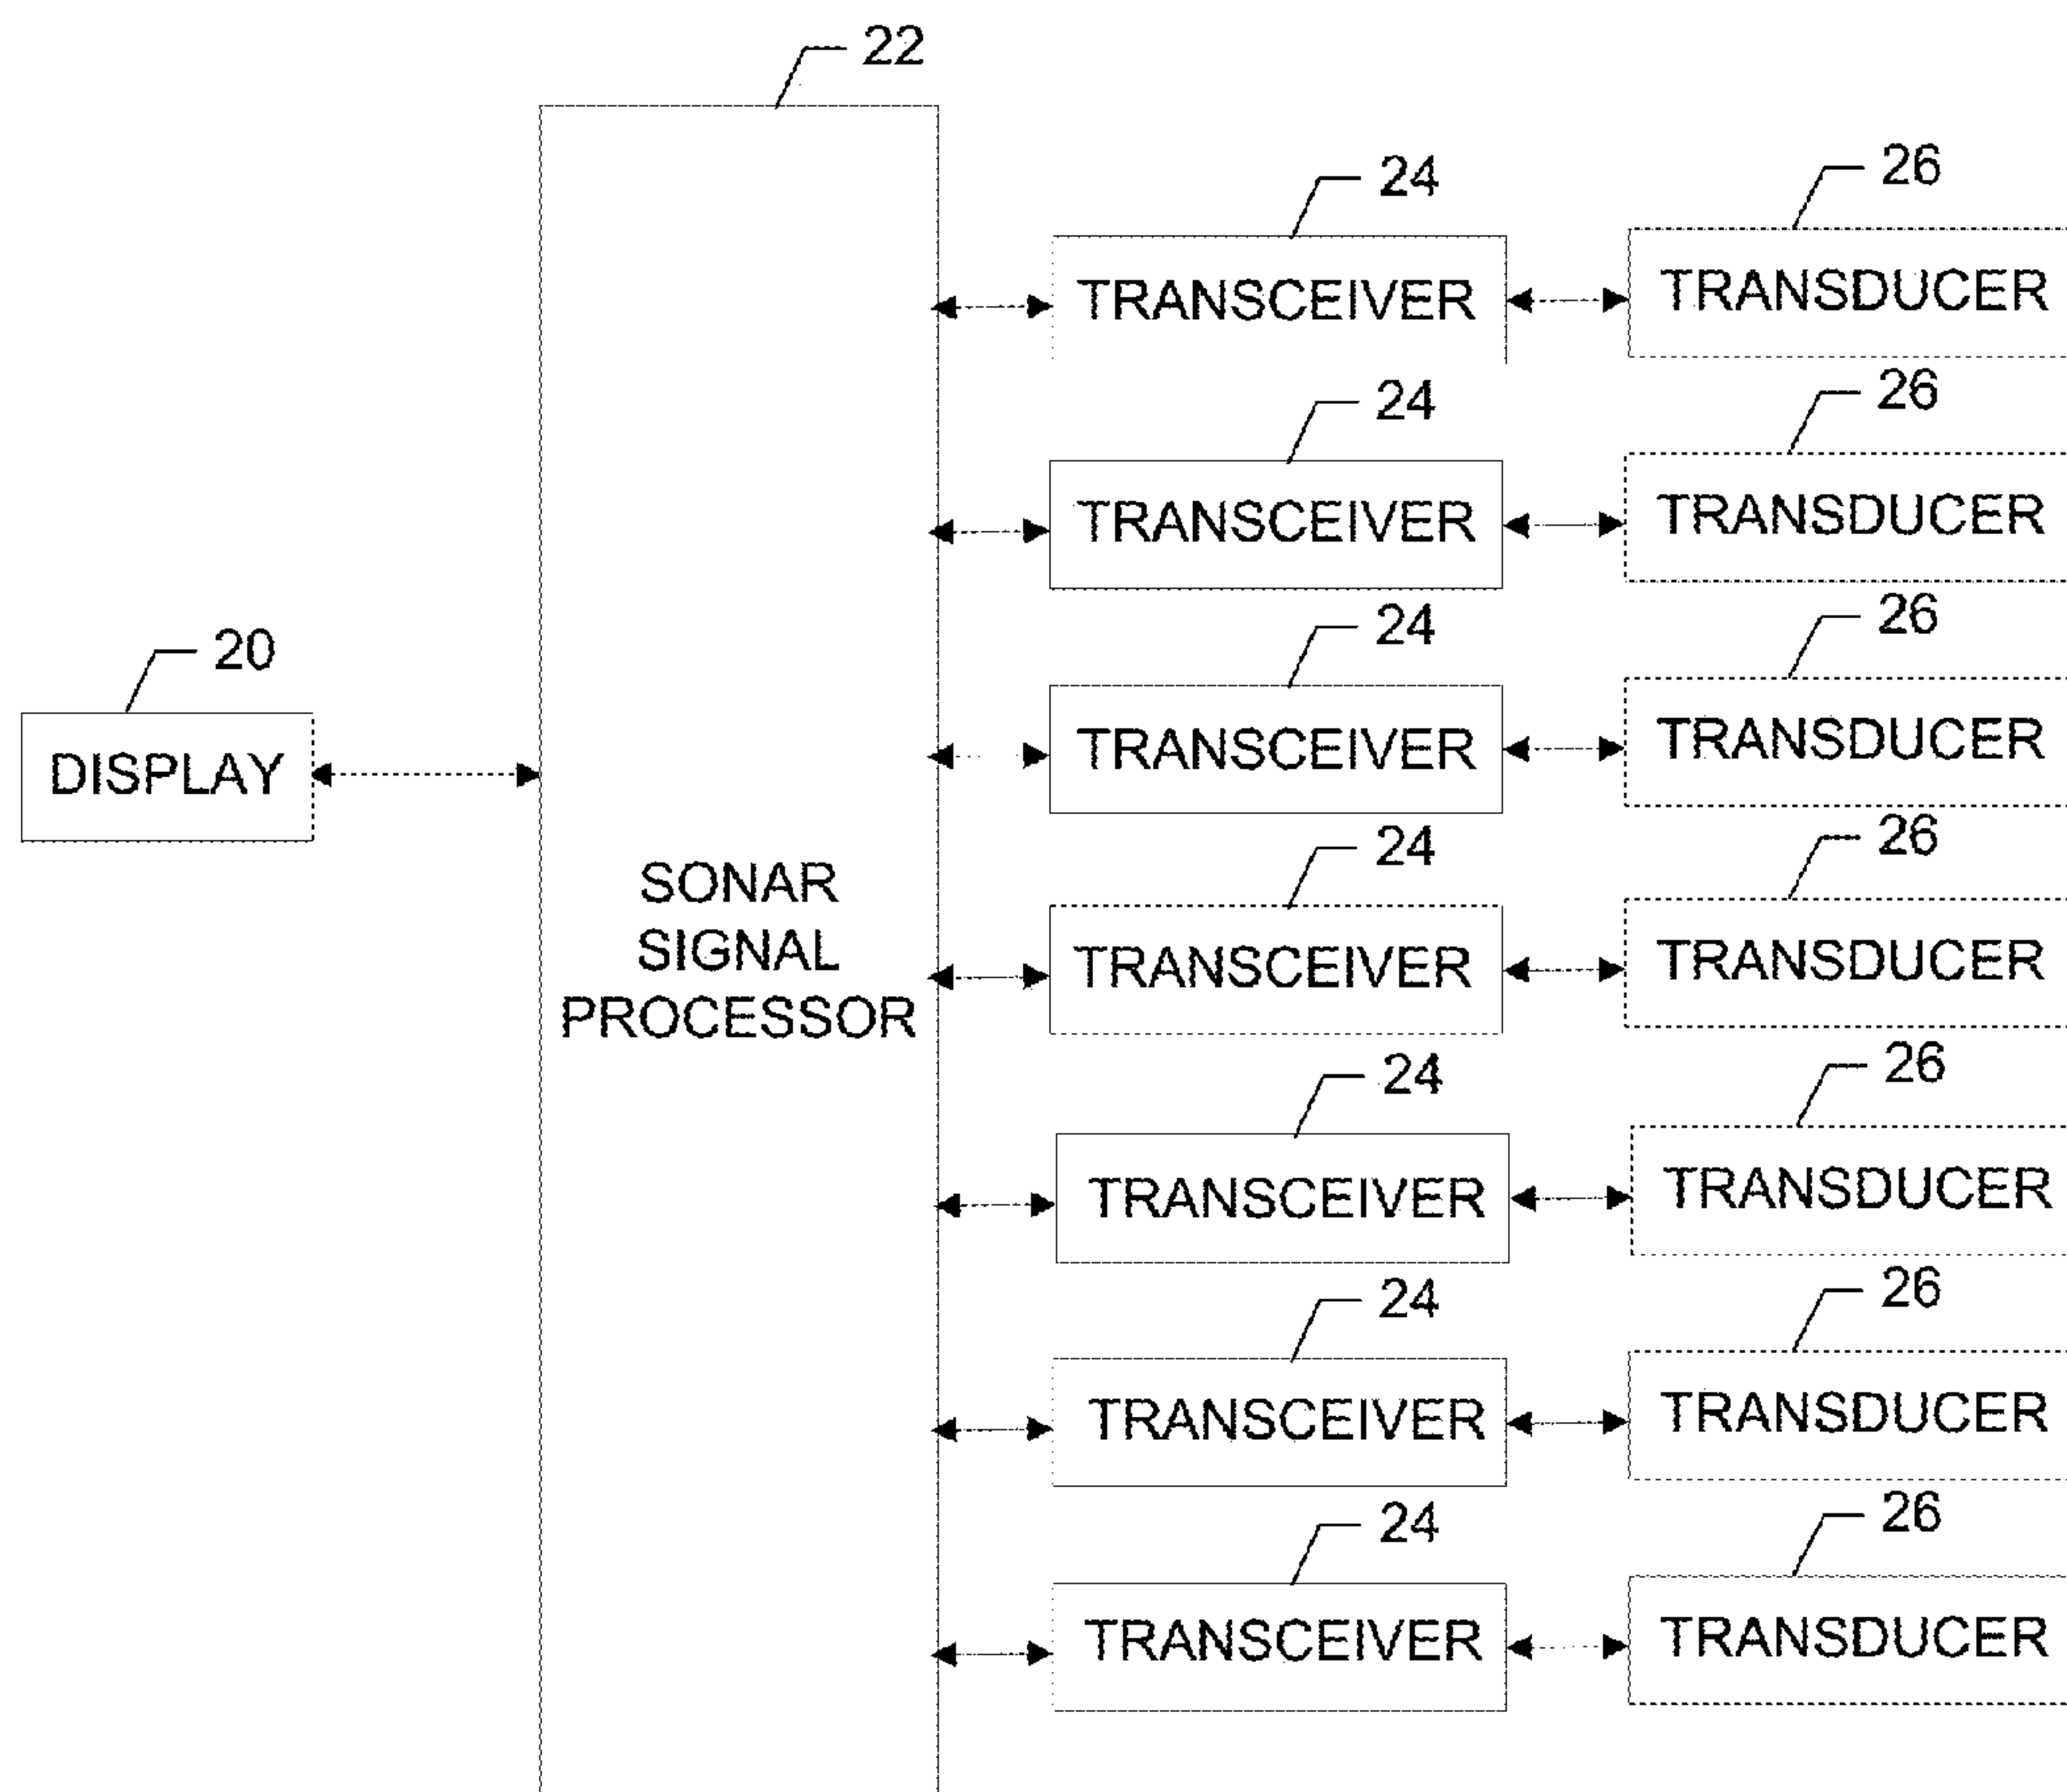 22
24
26
TRANSCEIVER
TRANSDUCER
24
26
TRANSCEIVER
TRANSDUCER
24
26
20
TRANSCEIVER
TRANSDUCER
DISPLAY
24
26
SONAR
SIGNAL
PROCESSOR
TRANSCEIVER
TRANSDUCER
24
26
TRANSCEIVER
TRANSDUCER
24
26
TRANSCEIVER
TRANSDUCER
24
26
TRANSCEIVER
TRANSDUCER